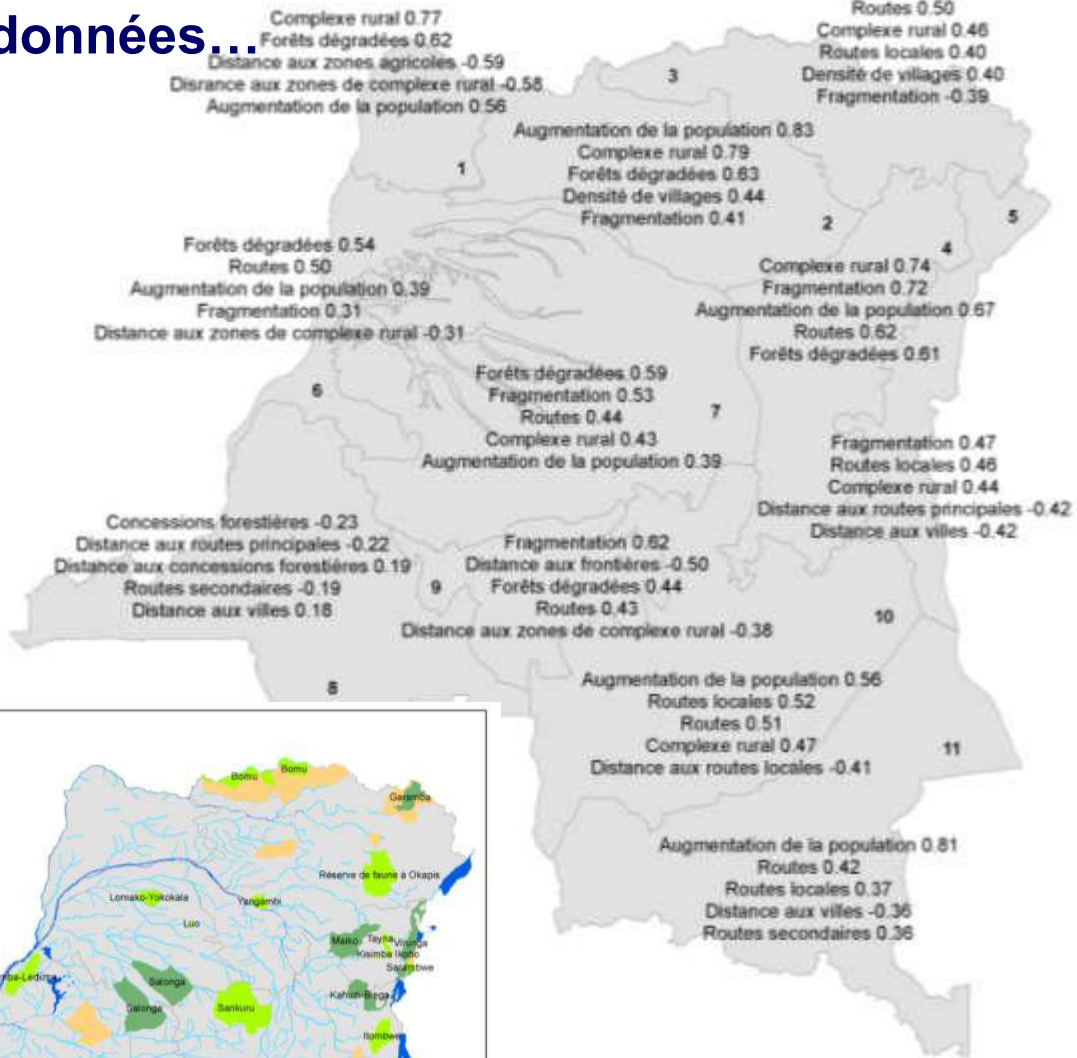 données…
Complexe rural 0.77
Forêts dégradées 0.62
Distance aux zones agricoles -0.59
Disrance aux zones de complexe rural -0.58
Augmentation de la population 0.56
Routes 0.50
Complexe rural 0.46
Routes locales 0.40
Densité de villages 0.40
Fragmentation -0.39
3
Augmentation de la population 0.83
Complexe rural 0.79
Forêts dégradées 0.63
Densité de villages 0.44
Fragmentation 0.41
1
2
5
4
Forêts dégradées 0.54
Routes 0.50
Augmentation de la population 0.39
Fragmentation 0.31
Distance aux zones de complexe rural -0.31
Complexe rural 0.74
Fragmentation 0.72
Augmentation de la population 0.67
Routes 0.62
Forêts dégradées 0.61
6
Forêts dégradées 0.59
Fragmentation 0.53
Routes 0.44
Complexe rural 0.43
Augmentation de la population 0.39
7
Fragmentation 0.47
Routes locales 0.46
Complexe rural 0.44
Distance aux routes principales -0.42
Distance aux villes -0.42
Concessions forestières -0.23
Distance aux routes principales -0.22
Distance aux concessions forestières 0.19
Routes secondaires -0.19
Distance aux villes 0.18
9
Fragmentation 0.62
Distance aux frontières -0.50
Forêts dégradées 0.44
Routes 0.43
Distance aux zones de complexe rural -0.38
10
8
Augmentation de la population 0.56
Routes locales 0.52
Routes 0.51
Complexe rural 0.47
Distance aux routes locales -0.41
11
Augmentation de la population 0.81
Routes 0.42
Routes locales 0.37
Distance aux villes -0.36
Routes secondaires 0.36
Bomu
Bomu
Garamba
Réserve de faune à Okapis
Lomako-Yokokala
Yangambi
Luo
Maiko
Tayna
Virunga
Kisimba Ikobo
Sarambwe
mba-Ledima
Salonga
Salonga
Sankuru
Kahuzi-Biega
Itombwe